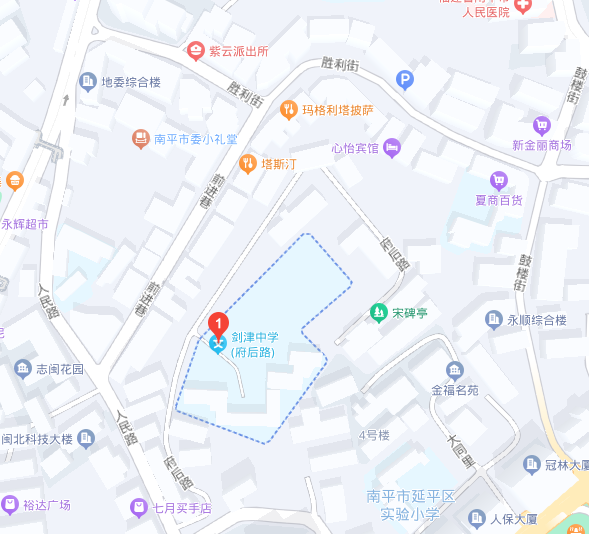 人民医院
紫云派出所
胜利街
鼓楼街
地委综合楼
胜利街
P
玛格利塔披萨
南平市委小礼堂
心怡宾馆
新金丽商场
塔斯汀
前进巷
夏商百货
永辉超市
府后路
鼓楼街
人民路
前进巷
宋碑亭
永顺综合楼
1
剑津中学
(府后路)
志闽花园
金福名苑
人民路
闽北科技大楼
4号楼
大同里
府后路
冠林大厦
南平市延平区
实验小学
裕达广场
七月买手店
人保大厦